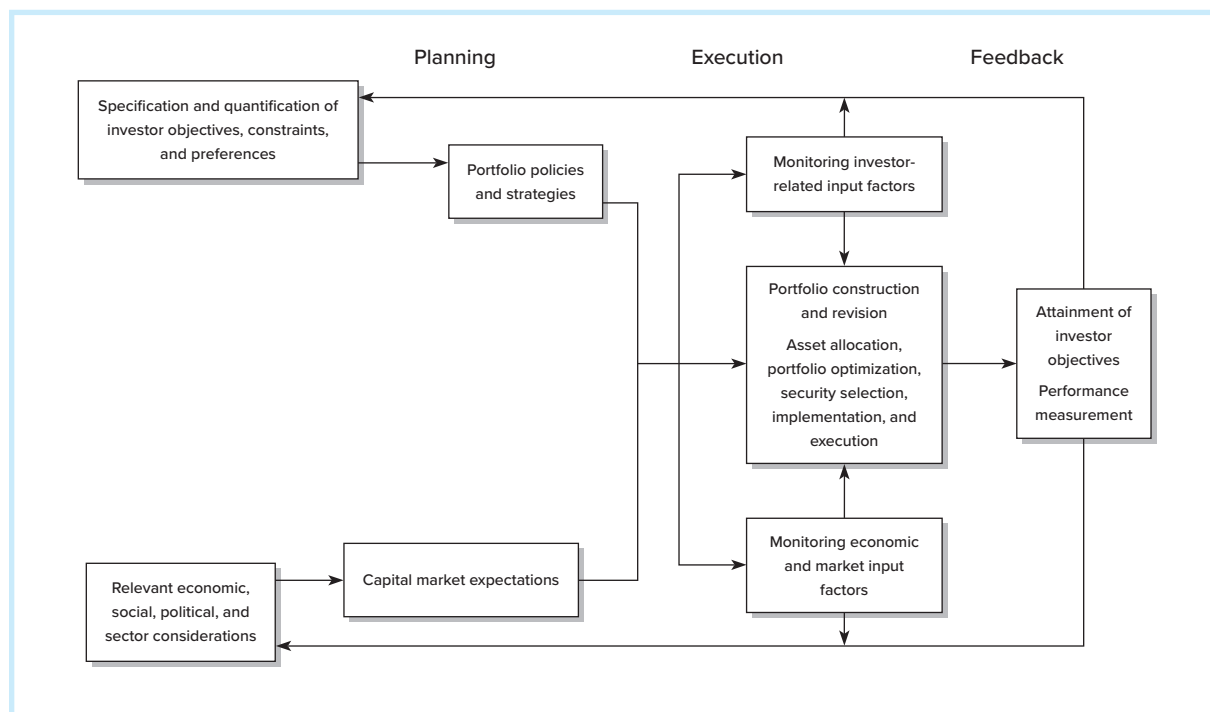 Planning
Execution
Feedback
Specification and quantification of
investor objectives, constraints,
and preferences
Portfolio policies
and strategies
Monitoring investor-
related input factors
Portfolio construction
and revision
Asset allocation,
portfolio optimization,
security selection,
implementation, and
execution
Attainment of
investor
objectives
Performance
measurement
Relevant economic,
social, political, and
sector considerations
Capital market expectations
Monitoring economic
and market input
factors